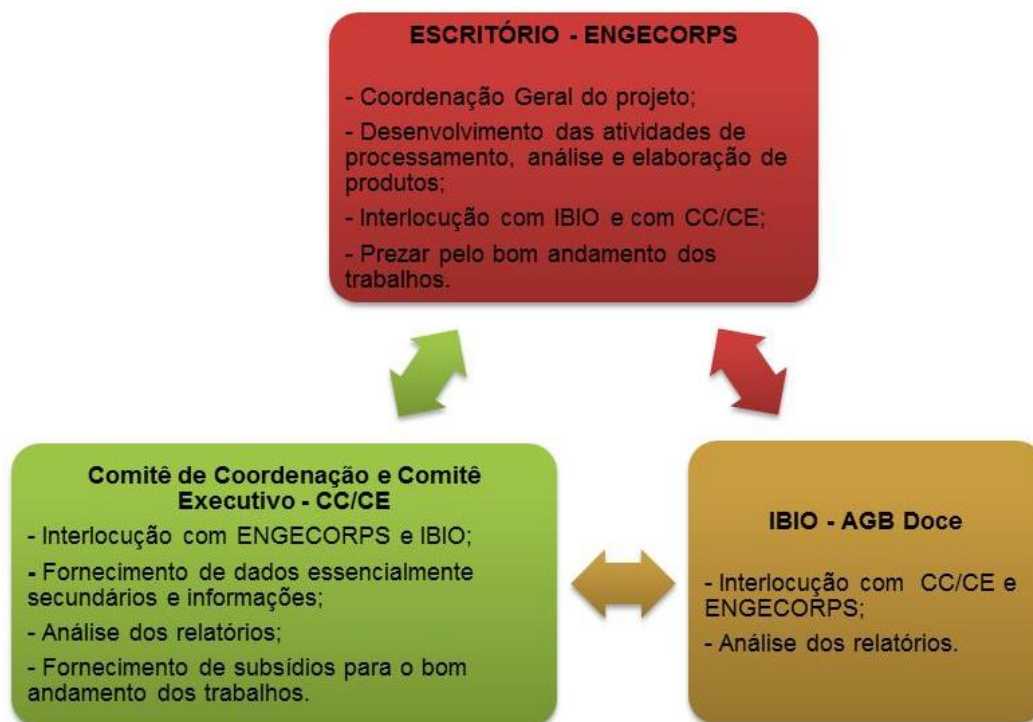 ESCRITÓRIO - ENGECORPS
- Coordenação Geral do projeto;
- Desenvolvimento das atividades de
processamento, análise e elaboração de
produtos;
- Interlocução com IBIO e com CC/CE;
- Prezar pelo bom andamento dos
trabalhos.
Comitê de Coordenação e Comitê
Executivo - CC/CE
- Interlocução com ENGECORPS e IBIO;
- Fornecimento de dados essencialmente
secundários e informações;
- Análise dos relatórios;
- Fornecimento de subsídios para o bom
andamento dos trabalhos.
IBIO - AGB Doce
- Interlocução com CC/CE e
ENGECORPS;
- Análise dos relatórios.